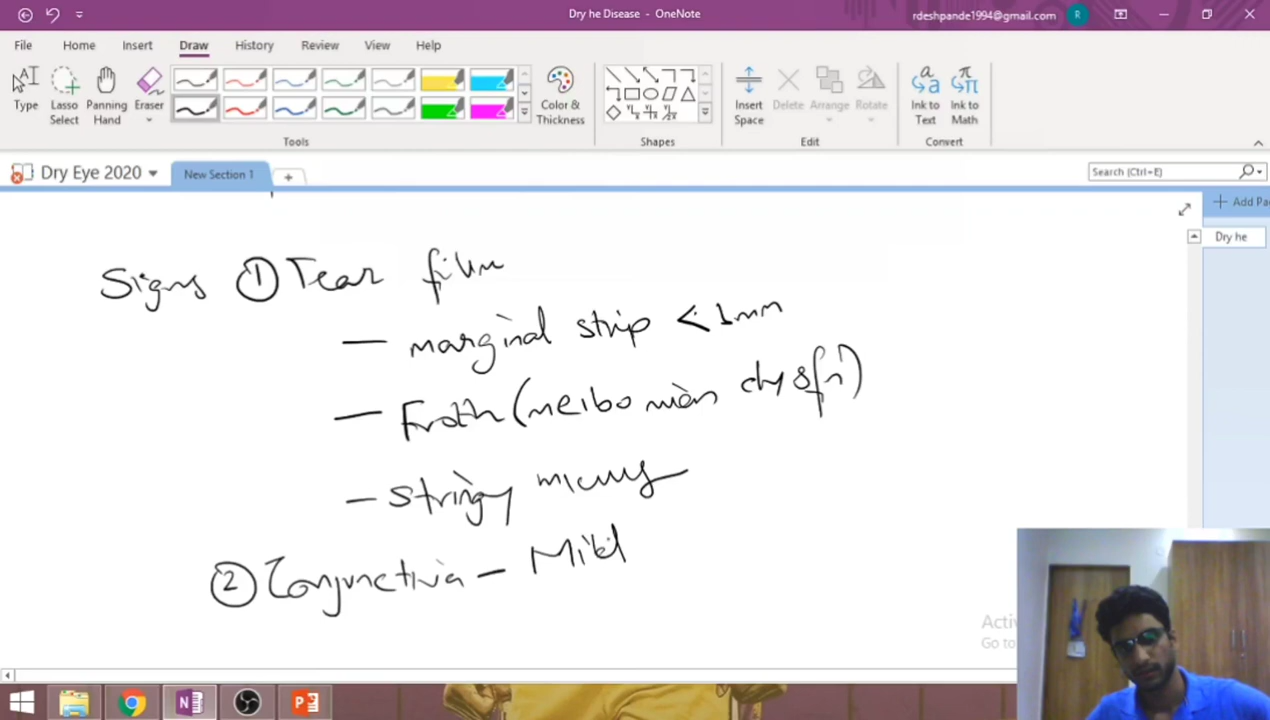 Dry he Disease - OneNote
rdeshpande1994@gmail.com
R
File Home Insert Draw History Review View Help
Type
Lasso Select
Panning Hand
Eraser
Color & Thickness
Insert Space
Delete
Arrange
Rotate
Ink to Text
Ink to Math
Tools
Shapes
Edit
Convert
Dry Eye 2020
New Section 1
Search (Ctrl+E)
Add Pa
Dry he
Signs ① Tear film
— marginal strip < 1mm
— Froth (meibomian dysfn)
— stringy mucus
② Conjunctiva — Mild
Activ
Go to